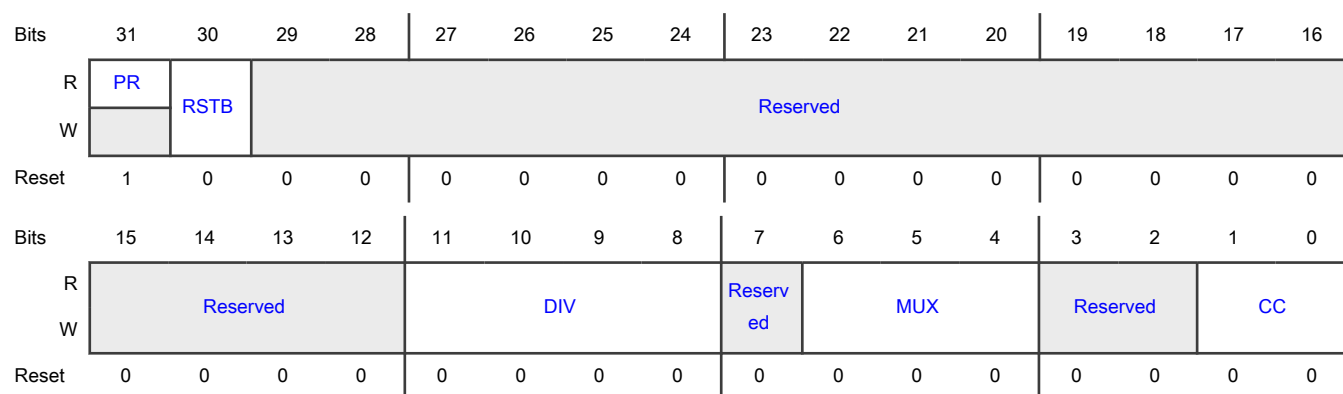 Bits 31 30 29 28 27 26 25 24 23 22 21 20 19 18 17 16
R PR RSTB Reserved
W
Reset 1 0 0 0 0 0 0 0 0 0 0 0 0 0 0 0
Bits 15 14 13 12 11 10 9 8 7 6 5 4 3 2 1 0
R Reserved DIV Reserv MUX Reserved CC
W ed
Reset 0 0 0 0 0 0 0 0 0 0 0 0 0 0 0 0